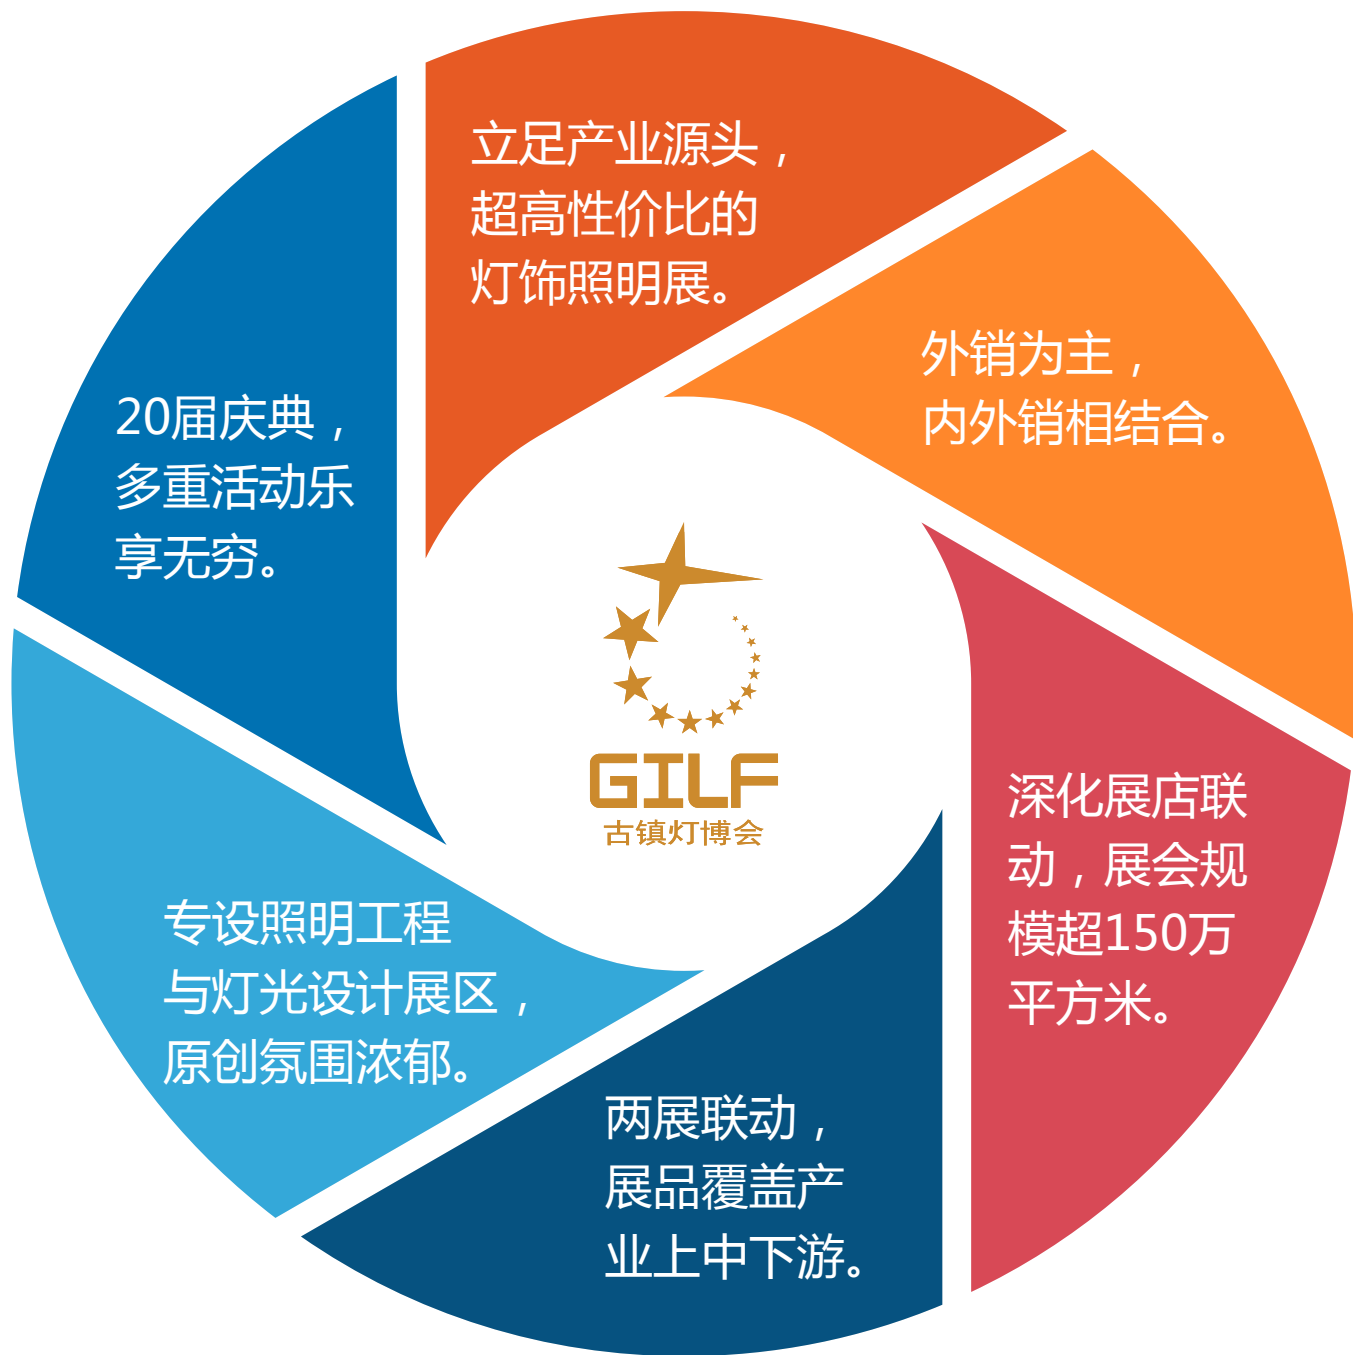 立足产业源头，
超高性价比的
灯饰照明展。
外销为主，
内外销相结合。
深化展店联
动，展会规
模超150万
平方米。
两展联动，
展品覆盖产
业上中下游。
专设照明工程
与灯光设计展区，
原创氛围浓郁。
20届庆典，
多重活动乐
享无穷。
GILF
古镇灯博会